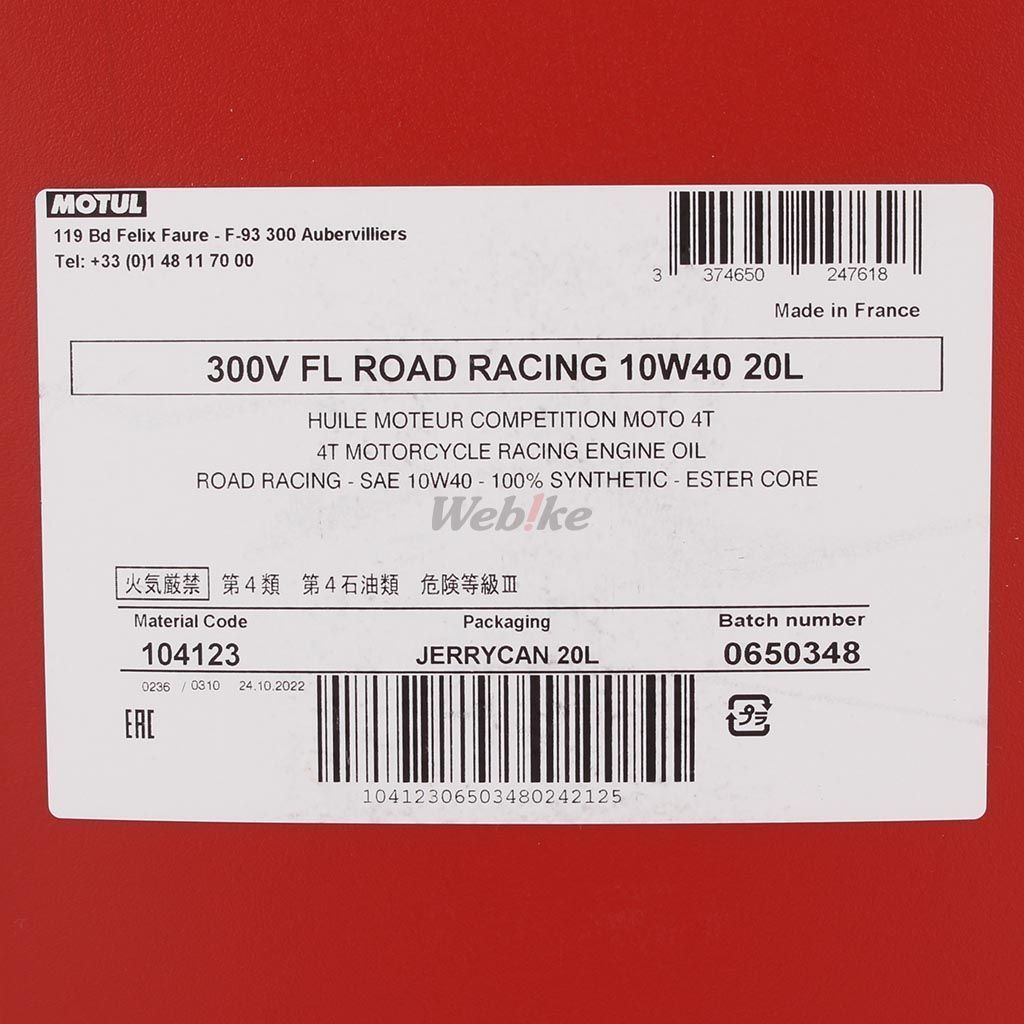 MOTUL
119 Bd Felix Faure - F-93 300 Aubervilliers
Tel: +33 (0)1 48 11 70 00
3 374650 247618
Made in France
300V FL ROAD RACING 10W40 20L
HUILE MOTEUR COMPETITION MOTO 4T
4T MOTORCYCLE RACING ENGINE OIL
ROAD RACING - SAE 10W40 - 100% SYNTHETIC - ESTER CORE
Web!ke
火気厳禁 第4類 第4石油類 危険等級Ⅲ
Material Code Packaging Batch number
104123 JERRYCAN 20L 0650348
0236 / 0310 24.10.2022
EAC
プラ
10412306503480242125